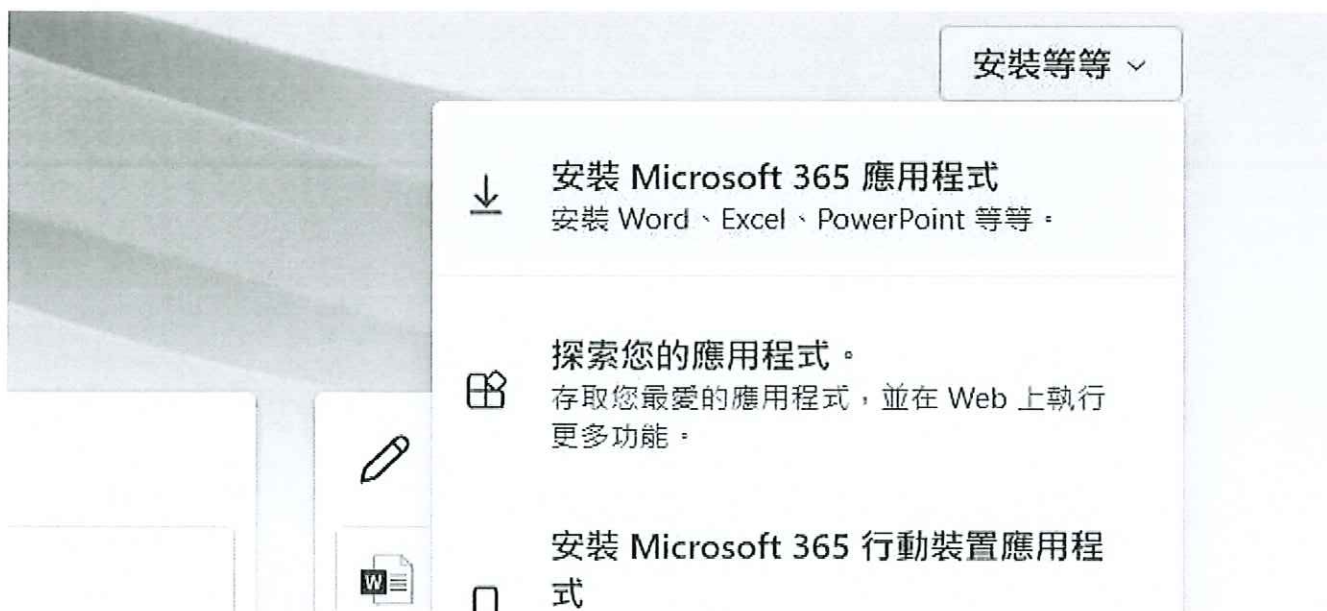 安裝等等
安裝 Microsoft 365 應用程式
安裝 Word、Excel、PowerPoint 等等。
探索您的應用程式。
存取您最愛的應用程式，並在 Web 上執行
更多功能。
安裝 Microsoft 365 行動裝置應用程
式
W